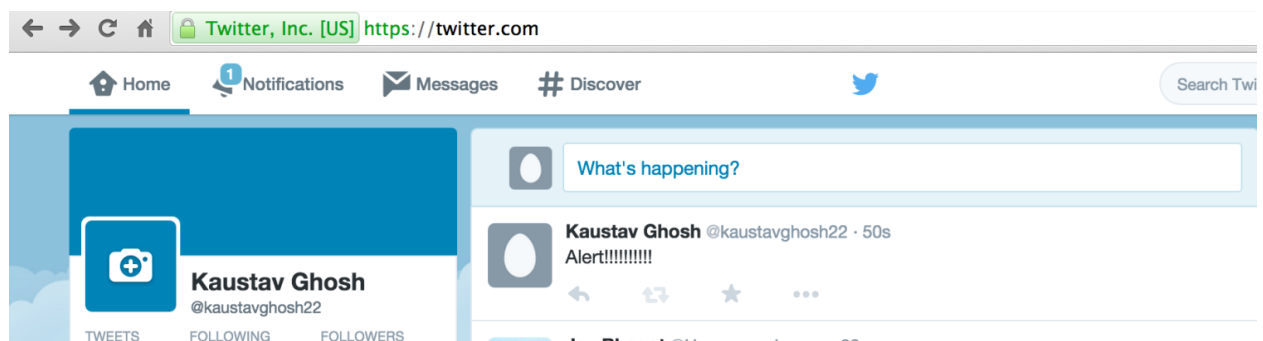 Twitter, Inc. [US] https://twitter.com
Home 1 Notifications Messages # Discover Search Twi
What's happening?
Kaustav Ghosh @kaustavghosh22 · 50s
Alert!!!!!!!!!!
Kaustav Ghosh
@kaustavghosh22
TWEETS FOLLOWING FOLLOWERS